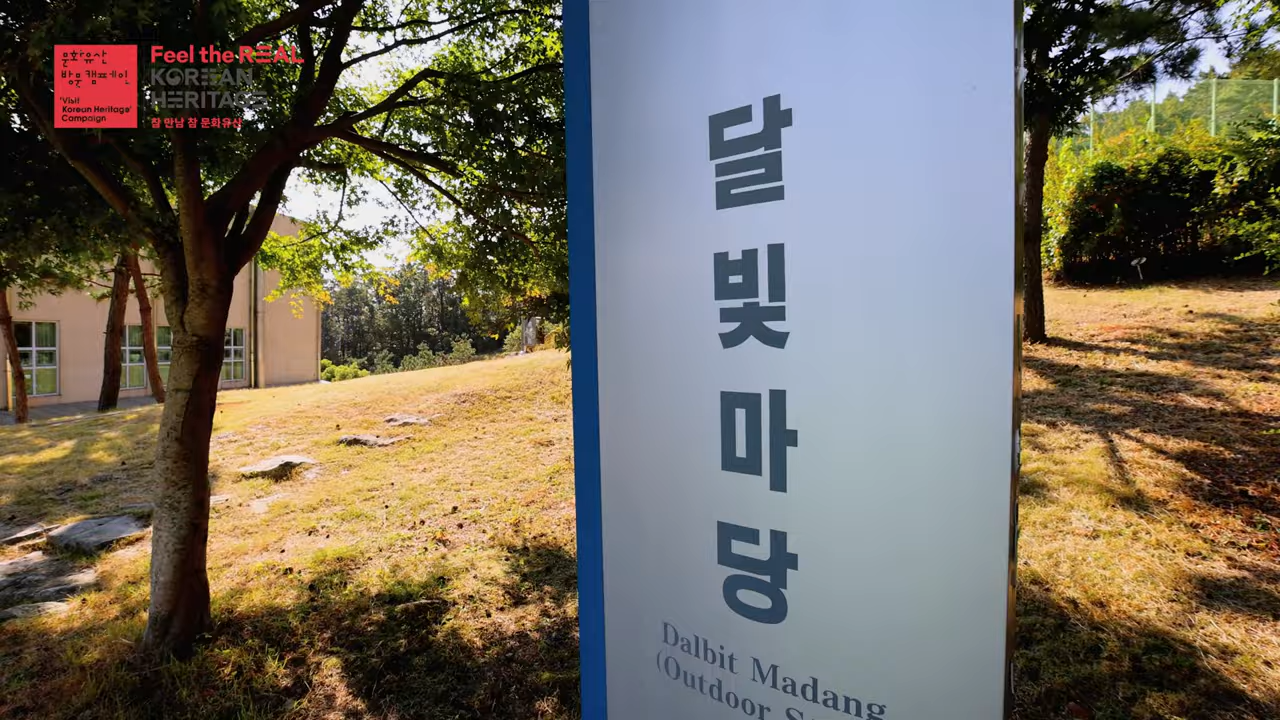 문화유산
방문캠페인
'Visit
Korean Heritage'
Campaign
Feel the REAL
KOREAN
HERITAGE
참 만남 참 문화유산
달
빛
마
당
Dalbit Madang
(Outdoor